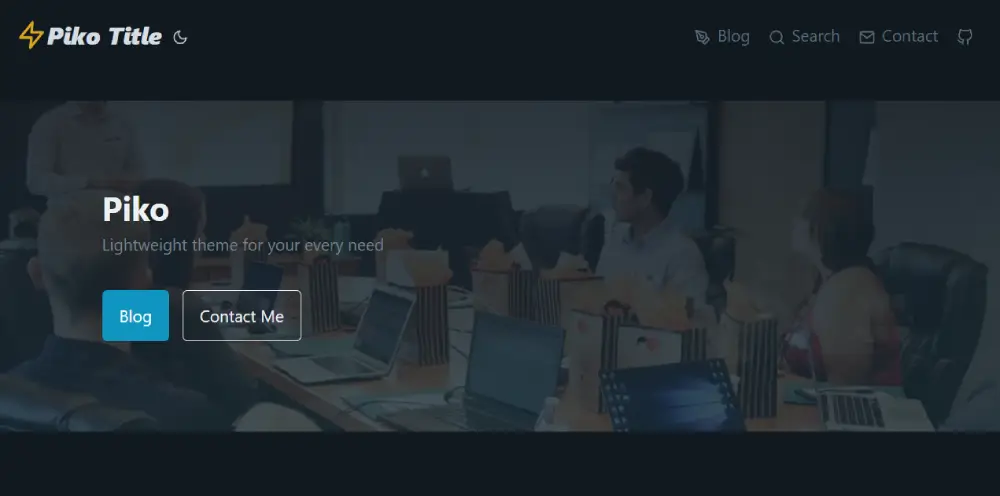 Piko Title
Blog
Search
Contact
Piko
Lightweight theme for your every need
Blog
Contact Me